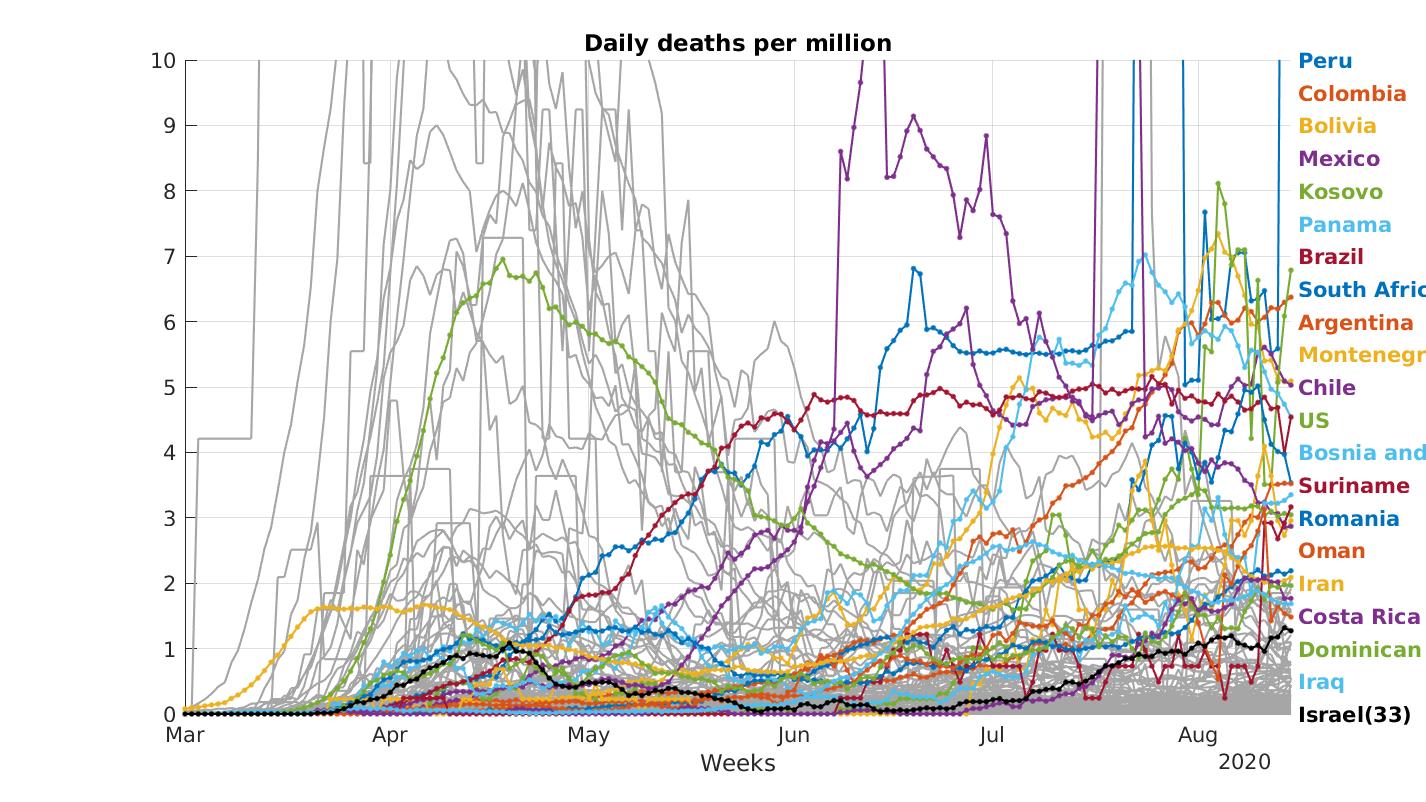 Daily deaths per million
10
9
8
7
6
5
4
3
2
1
0
Mar
Apr
May
Jun
Jul
Aug
Weeks
2020
Peru
Colombia
Bolivia
Mexico
Kosovo
Panama
Brazil
South Afric
Argentina
Montenegr
Chile
US
Bosnia and
Suriname
Romania
Oman
Iran
Costa Rica
Dominican
Iraq
Israel(33)